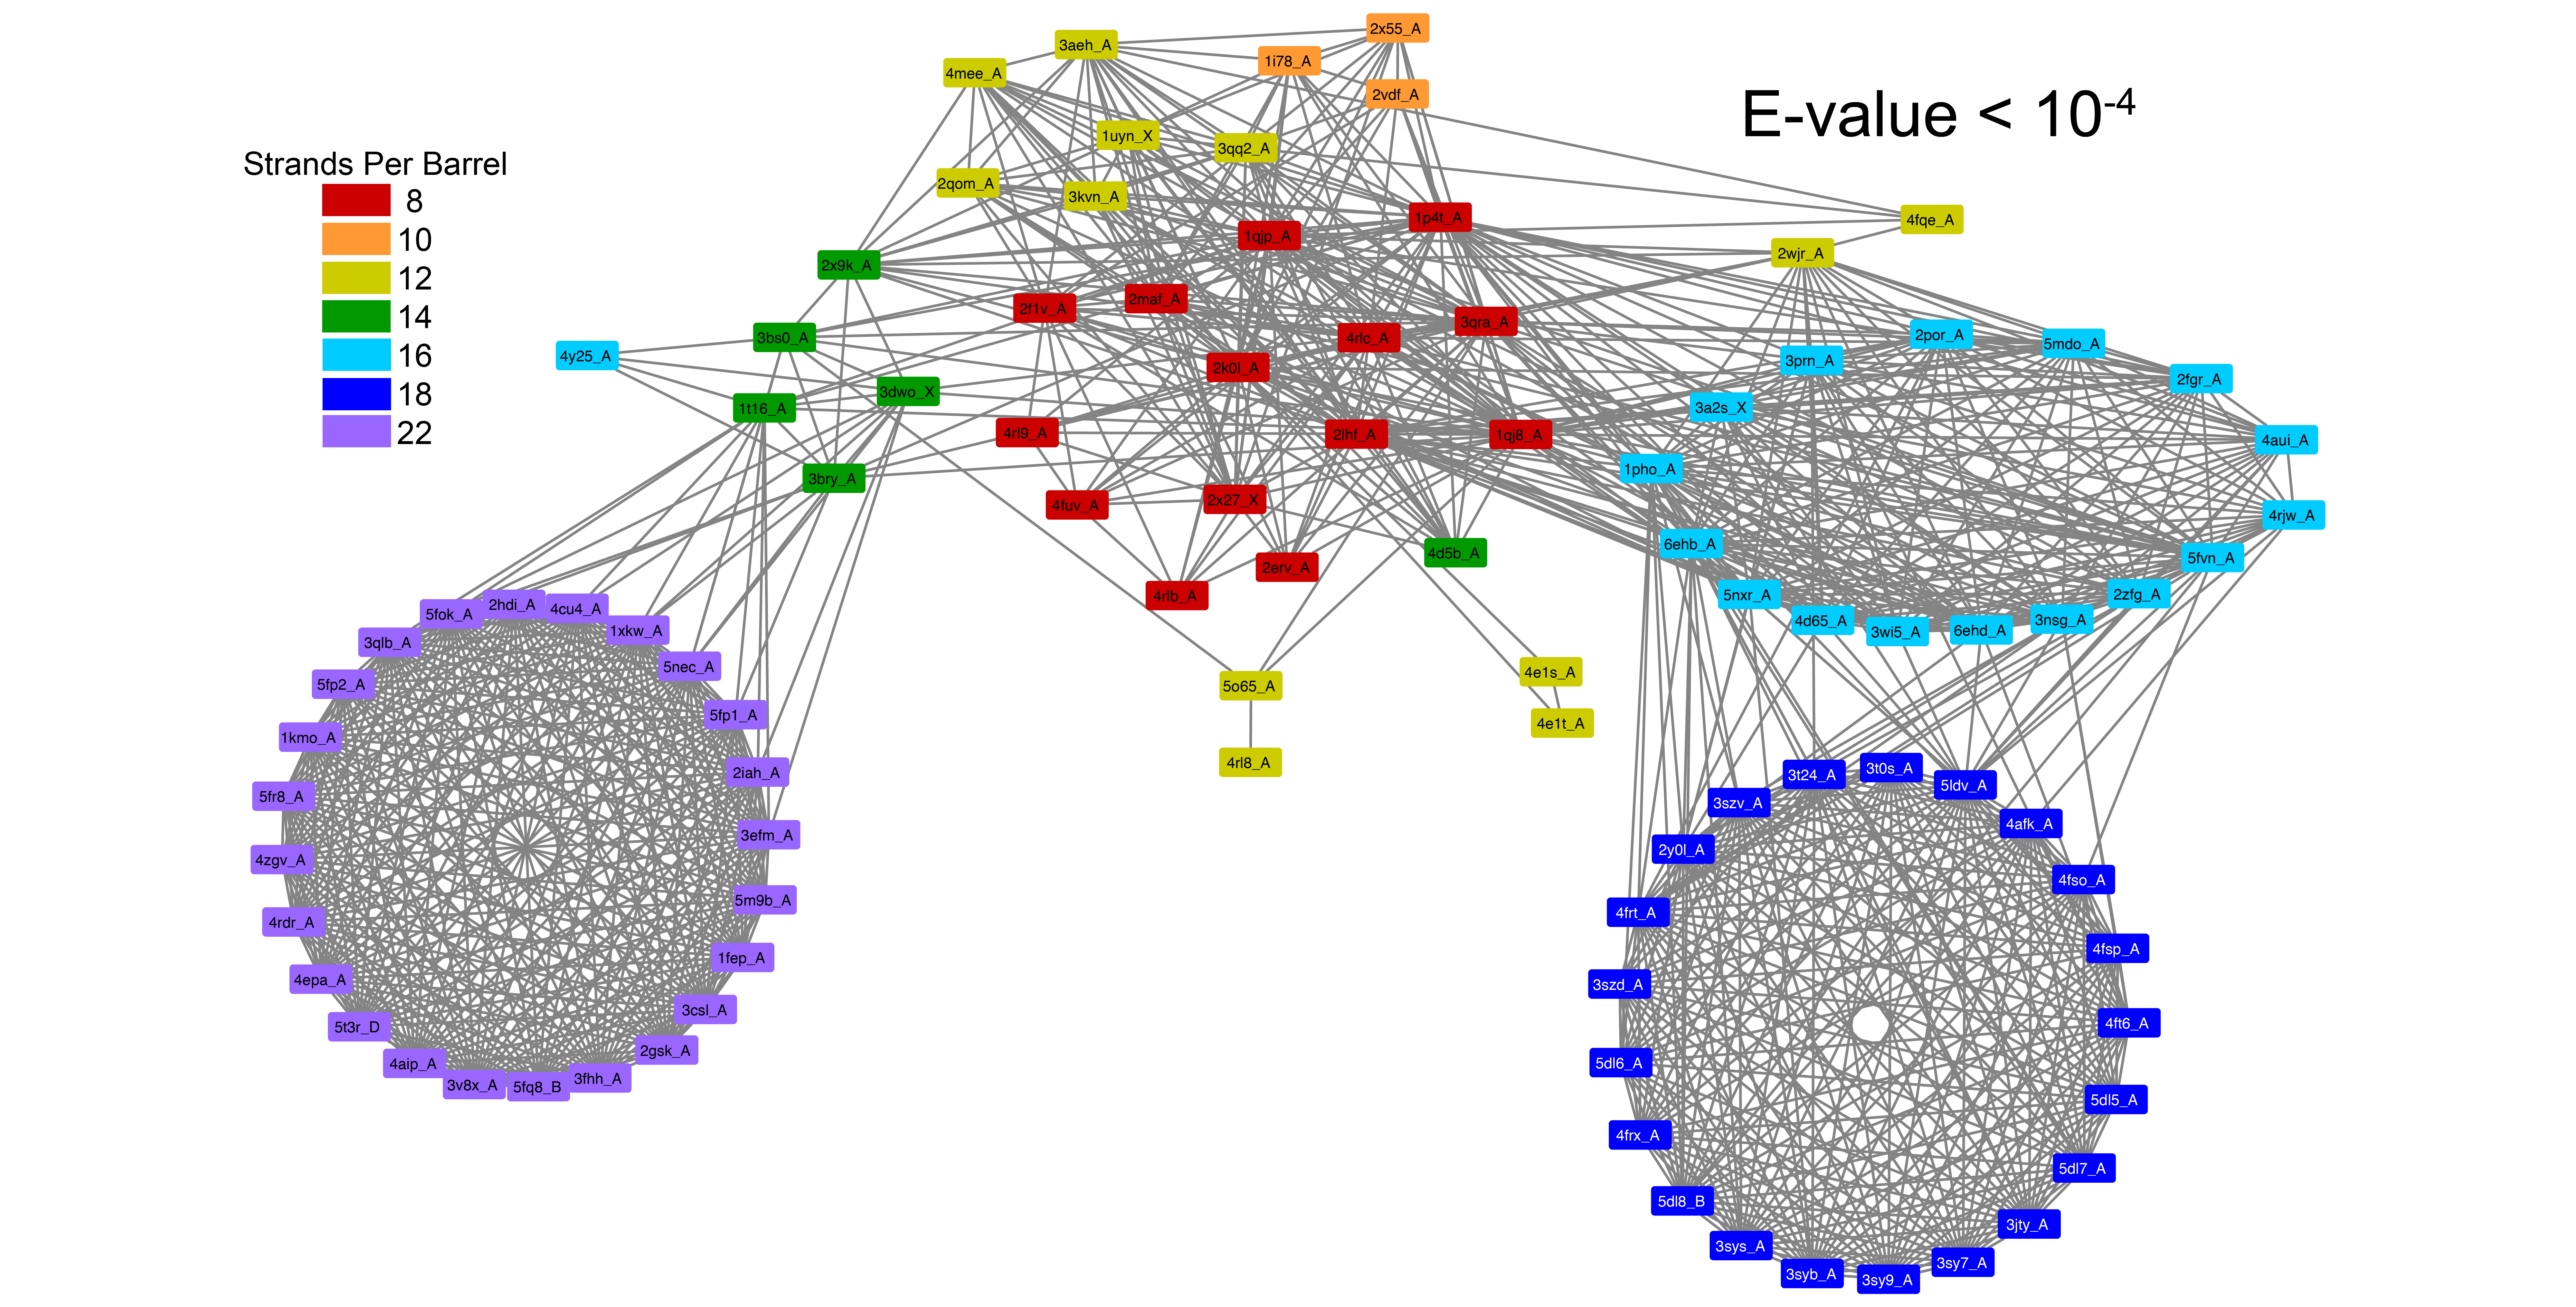 E-value < 10-4
Strands Per Barrel
8
10
12
14
16
18
22
2x55_A
3aeh_A
1i78_A
4mee_A
2vdf_A
1uyn_X
3qq2_A
2qom_A
3kvn_A
1p4t_A
4fqe_A
1qjp_A
2wjr_A
2x9k_A
2maf_A
2f1v_A
3qra_A
3bs0_A
4rlc_A
2por_A
5mdo_A
4y25_A
3prn_A
2k0l_A
2fgr_A
3dwo_X
1t16_A
3a2s_X
4rl9_A
2lhf_A
1qj8_A
4aui_A
3bry_A
1pho_A
4fuv_A
2x27_X
4rjw_A
6ehb_A
4d5b_A
5fvn_A
2erv_A
4rlb_A
5nxr_A
2zfg_A
4d65_A
3wi5_A
6ehd_A
3nsg_A
5fok_A
2hdi_A
4cu4_A
1xkw_A
3qlb_A
5nec_A
5fp2_A
5fp1_A
1kmo_A
2iah_A
5fr8_A
3efm_A
4zgv_A
5m9b_A
4rdr_A
1fep_A
4epa_A
3csl_A
5t3r_D
2gsk_A
4aip_A
3v8x_A
5fq8_B
3fhh_A
5o65_A
4e1s_A
4e1t_A
4rl8_A
3t24_A
3t0s_A
5ldv_A
3szv_A
4afk_A
2y0l_A
4fso_A
4frt_A
4fsp_A
3szd_A
4ft6_A
5dl6_A
5dl5_A
4frx_A
5dl7_A
5dl8_B
3jty_A
3sys_A
3sy7_A
3syb_A
3sy9_A